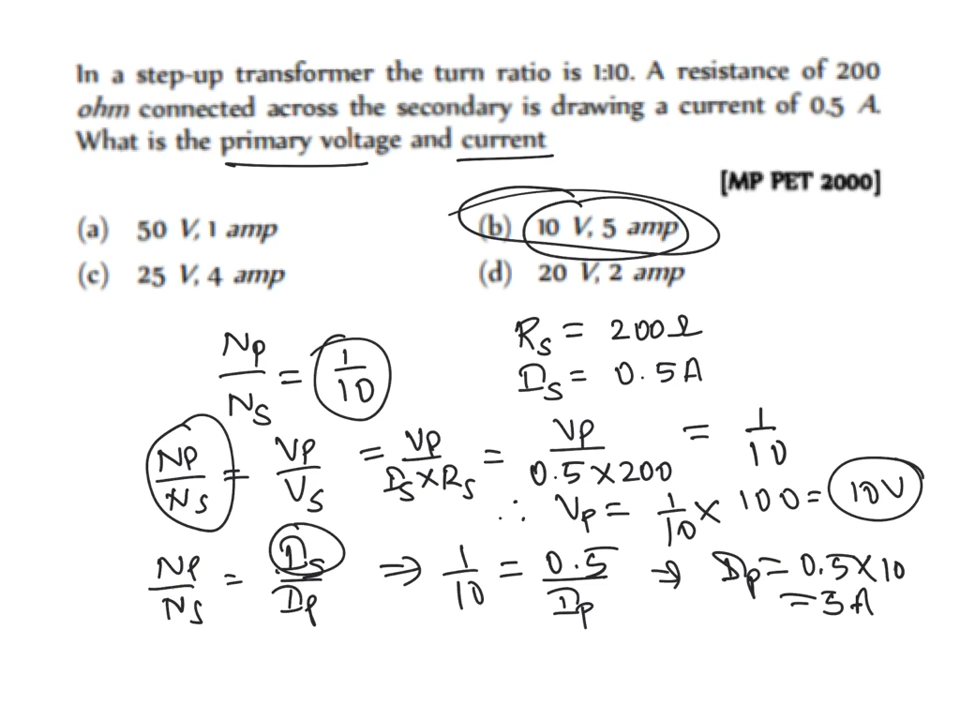 In a step-up transformer the turn ratio is 1:10. A resistance of 200
ohm connected across the secondary is drawing a current of 0.5 A.
What is the primary voltage and current
[MP PET 2000]
(a) 50 V, 1 amp (b) 10 V, 5 amp
(c) 25 V, 4 amp (d) 20 V, 2 amp
Np/Ns = 1/10
Rs = 200Ω
Is = 0.5A
Np/Ns = Vp/Vs = Vp/Is×Rs = Vp/0.5×200 = 1/10
∴ Vp = 1/10 × 100 = 10V
Np/Ns = Is/Ip ⇒ 1/10 = 0.5/Ip ⇒ Ip = 0.5×10
= 5A